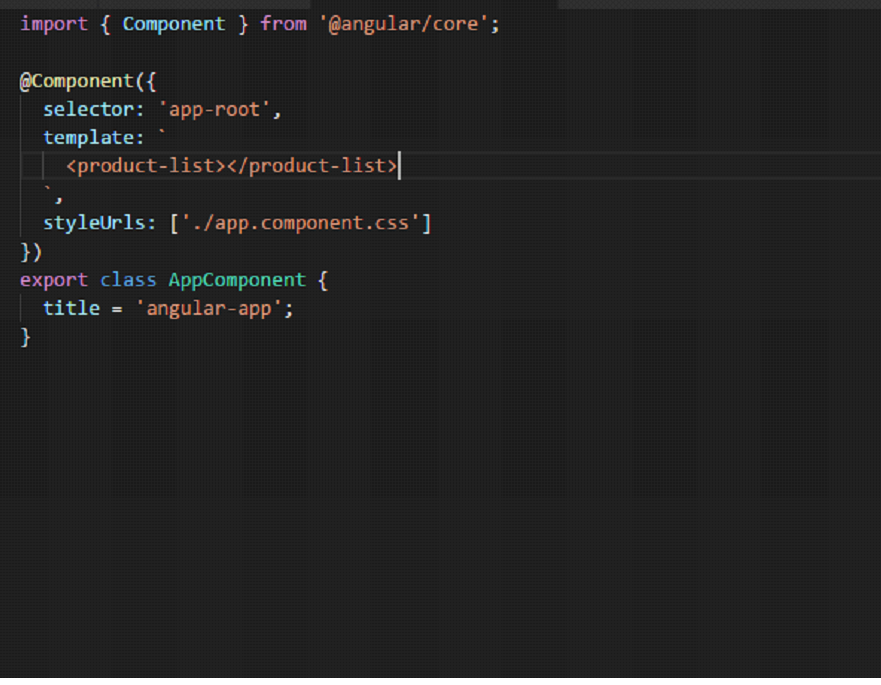 import { Component } from '@angular/core';
@Component({
selector: 'app-root',
template: `
<product-list></product-list>
`,
styleUrls: ['./app.component.css']
})
export class AppComponent {
title = 'angular-app';
}